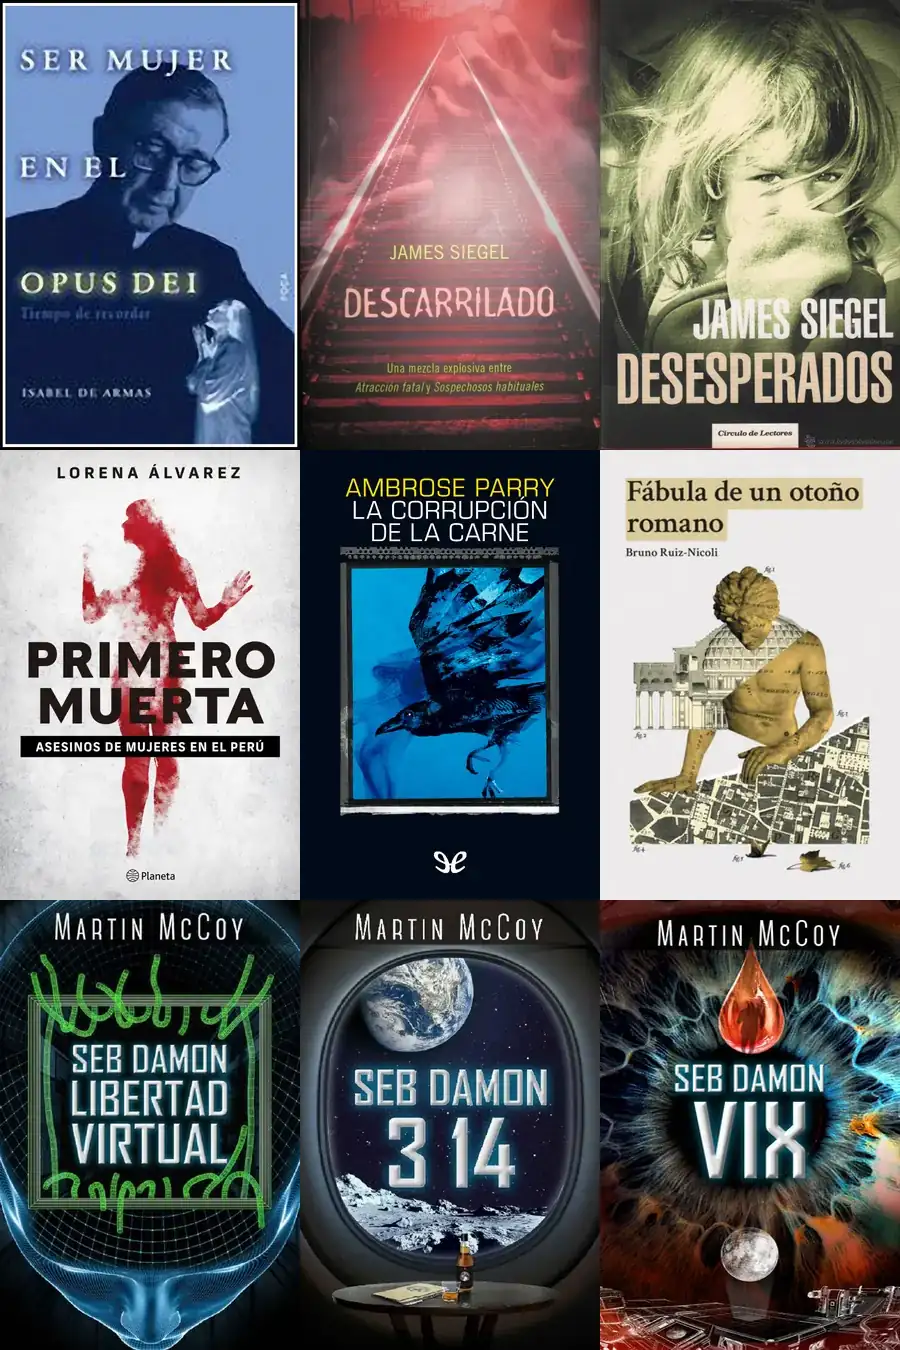 SER MUJER
EN EL
OPUS DEI
Tiempo de recordar
ISABEL DE ARMAS
FOCA
JAMES SIEGEL
DESCARRILADO
Una mezcla explosiva entre
Atracción fatal y Sospechosos habituales
JAMES SIEGEL
DESESPERADOS
Círculo de Lectores
LORENA ÁLVAREZ
PRIMERO
MUERTA
ASESINOS DE MUJERES EN EL PERÚ
Planeta
AMBROSE PARRY
LA CORRUPCIÓN
DE LA CARNE
Fábula de un otoño
romano
Bruno Ruiz-Nicoli
fig.2
MARTIN MCCOY
SEB DAMON
LIBERTAD
VIRTUAL
MARTIN MCCOY
SEB DAMON
3 14
MARTIN MCCOY
SEB DAMON
VIX